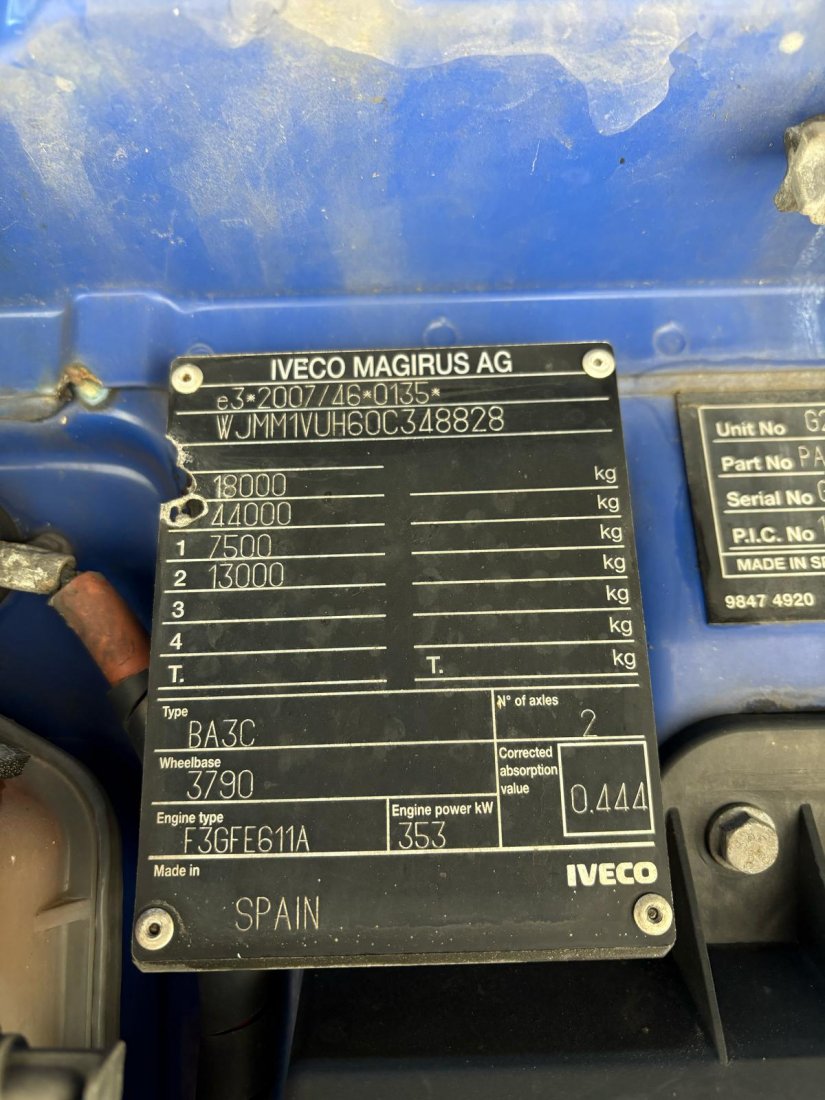 IVECO MAGIRUS AG
e3*2007/46*0135*
WJMM1VUH60C348828
18000 kg
44000 kg
1 7500 kg
2 13000 kg
3 kg
4 kg
T. T. kg
Type BA3C N° of axles 2
Wheelbase 3790
Corrected absorption value 0.444
Engine type F3GFE611A Engine power kW 353
Made in SPAIN
IVECO
Unit No
Part No
Serial No
P.I.C. No
MADE IN
9847 4920